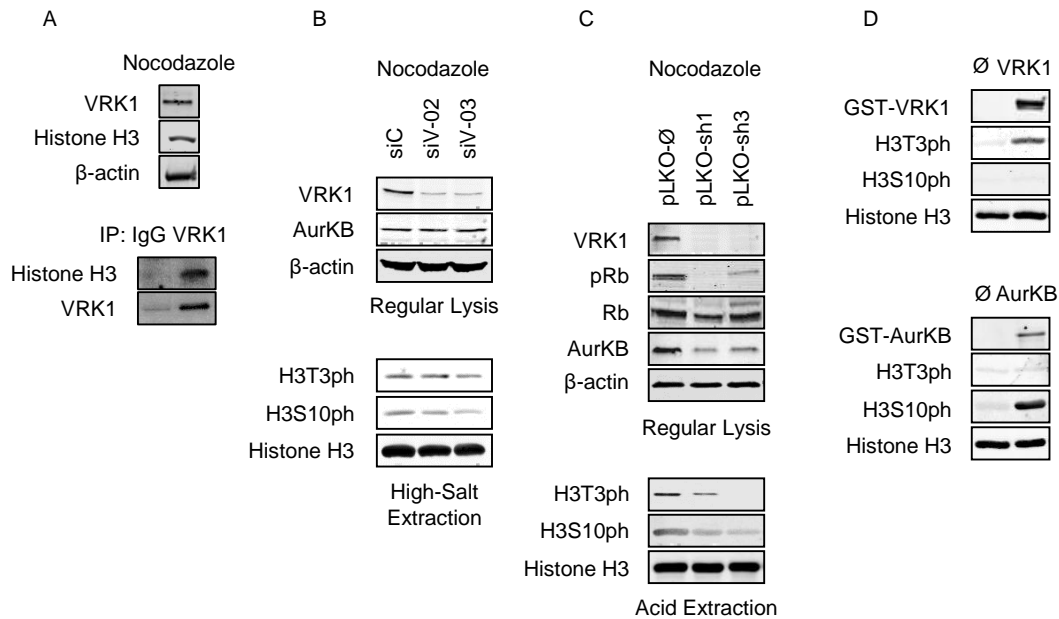 A
Nocodazole
VRK1
Histone H3
β-actin
IP: IgG VRK1
Histone H3
VRK1
B
Nocodazole
siC
siV-02
siV-03
VRK1
AurKB
β-actin
Regular Lysis
H3T3ph
H3S10ph
Histone H3
High-Salt
Extraction
C
Nocodazole
pLKO-Ø
pLKO-sh1
pLKO-sh3
VRK1
pRb
Rb
AurKB
β-actin
Regular Lysis
H3T3ph
H3S10ph
Histone H3
Acid Extraction
D
Ø VRK1
GST-VRK1
H3T3ph
H3S10ph
Histone H3
Ø AurKB
GST-AurKB
H3T3ph
H3S10ph
Histone H3